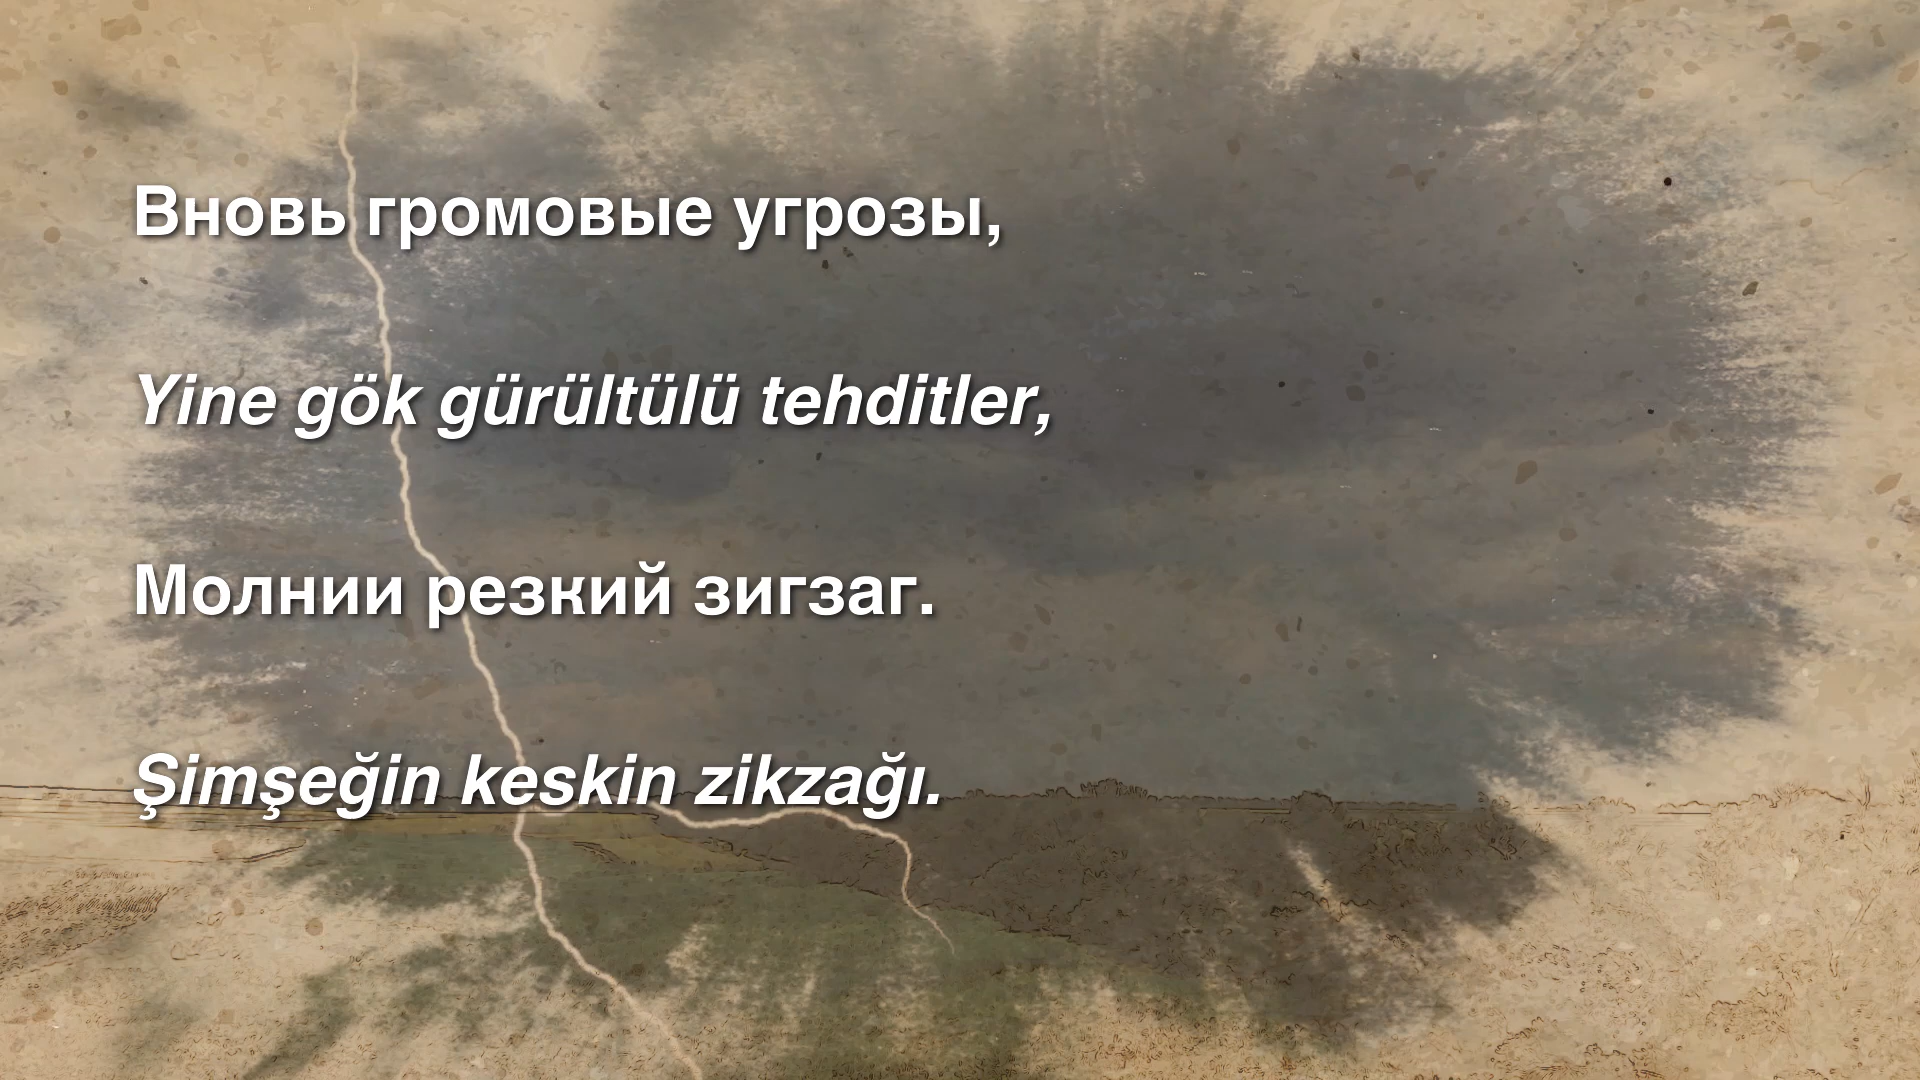 Вновь громовые угрозы,
Yine gök gürültülü tehditler,
Молнии резкий зигзаг.
Şimşeğin keskin zikzağı.